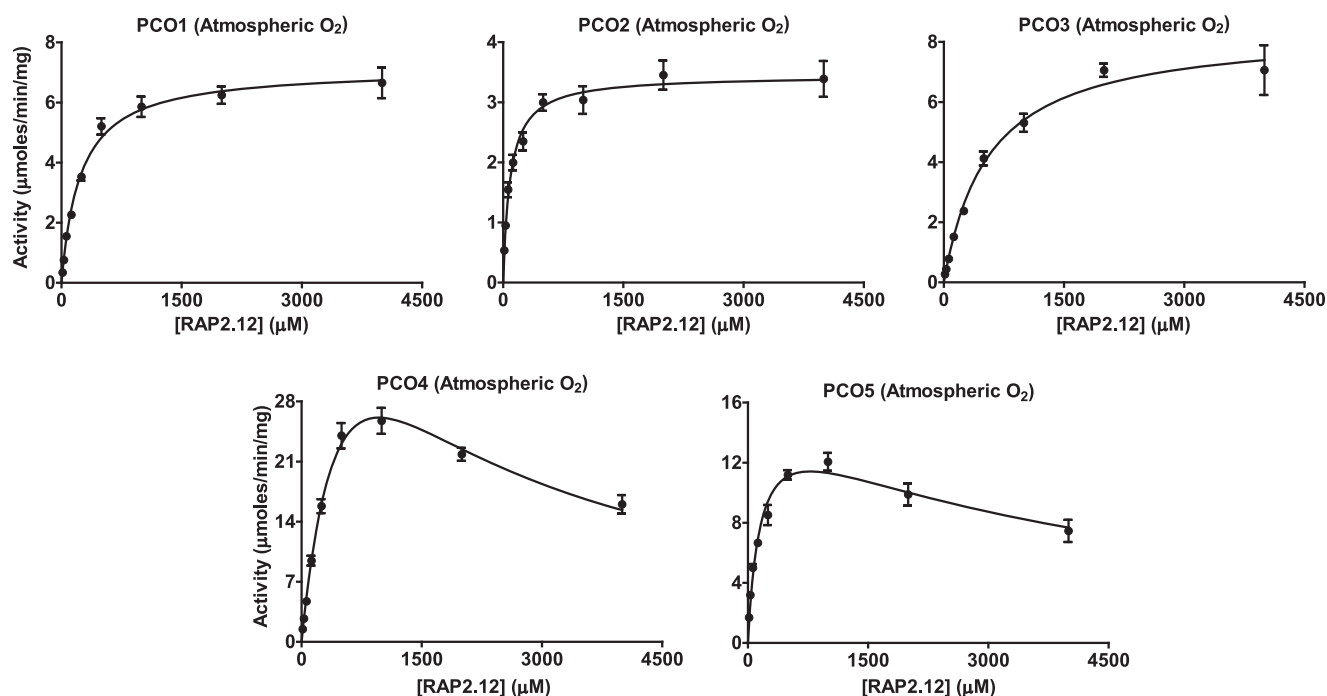 PCO1 (Atmospheric O₂)
PCO2 (Atmospheric O₂)
PCO3 (Atmospheric O₂)
Activity (μmoles/min/mg)
8
6
4
2
0
0 1500 3000 4500
[RAP2.12] (μM)
4
3
2
1
0
0 1500 3000 4500
[RAP2.12] (μM)
8
6
4
2
0
0 1500 3000 4500
[RAP2.12] (μM)
PCO4 (Atmospheric O₂)
PCO5 (Atmospheric O₂)
Activity (μmoles/min/mg)
28
21
14
7
0
0 1500 3000 4500
[RAP2.12] (μM)
16
12
8
4
0
0 1500 3000 4500
[RAP2.12] (μM)